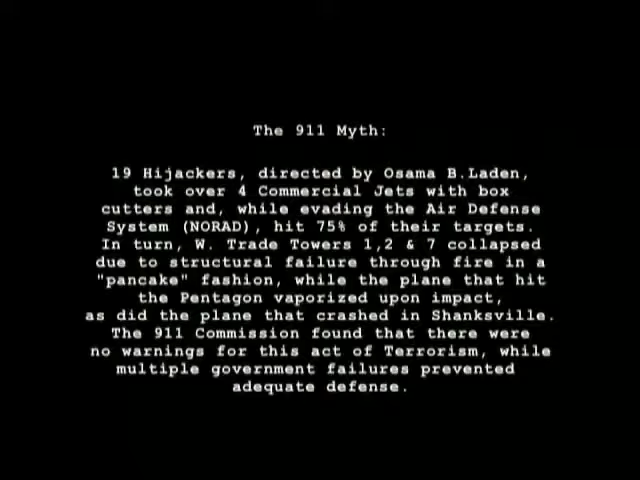 The 911 Myth:
19 Hijackers, directed by Osama B.Laden,
took over 4 Commercial Jets with box
cutters and, while evading the Air Defense
System (NORAD), hit 75% of their targets.
In turn, W. Trade Towers 1,2 & 7 collapsed
due to structural failure through fire in a
"pancake" fashion, while the plane that hit
the Pentagon vaporized upon impact,
as did the plane that crashed in Shanksville.
The 911 Commission found that there were
no warnings for this act of Terrorism, while
multiple government failures prevented
adequate defense.